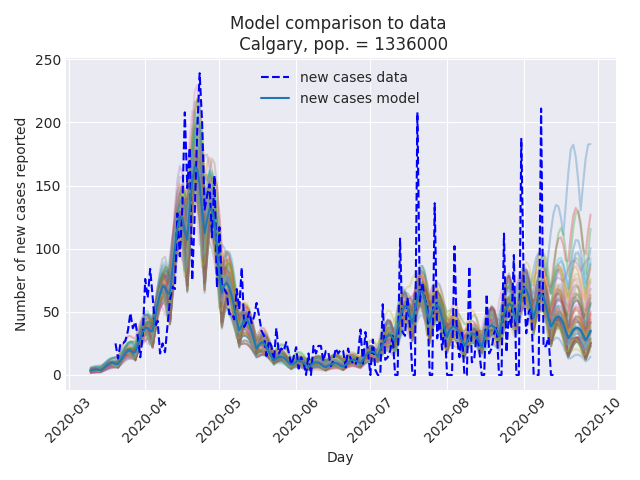 Model comparison to data
Calgary, pop. = 1336000
new cases data
new cases model
Number of new cases reported
250
200
150
100
50
0
2020-03
2020-04
2020-05
2020-06
2020-07
2020-08
2020-09
2020-10
Day